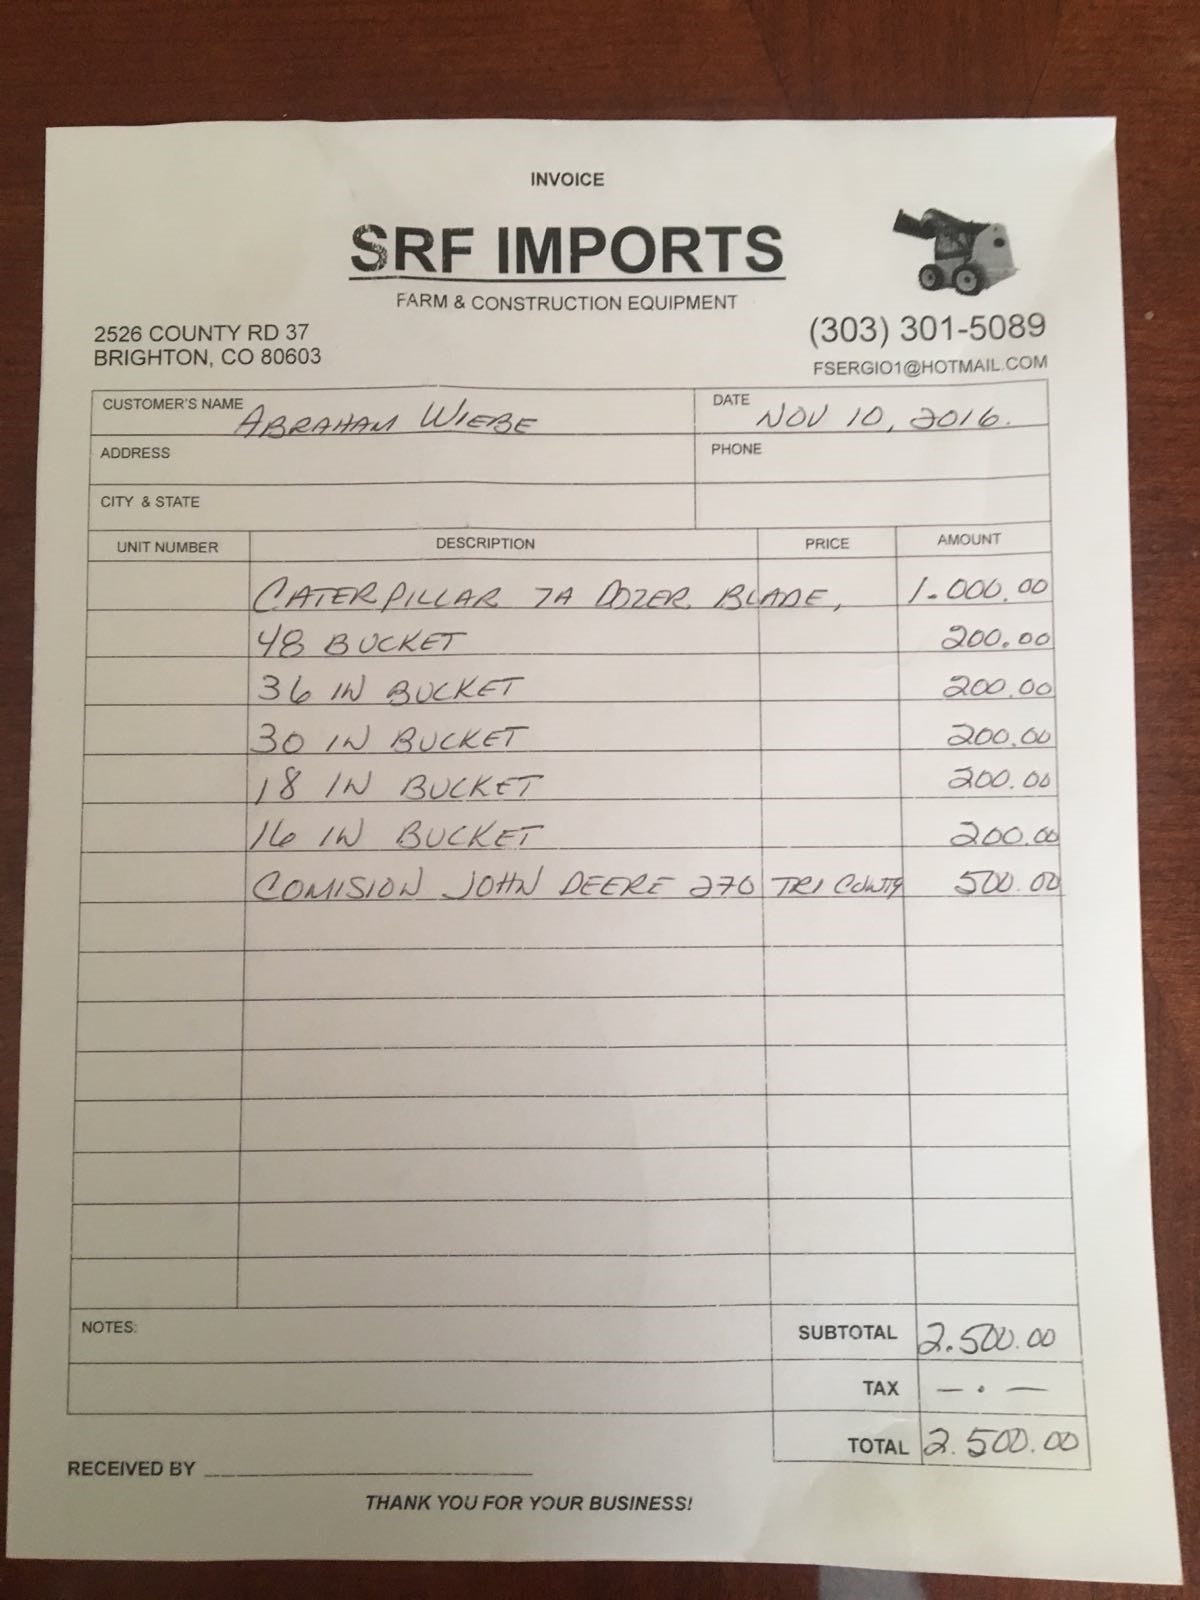 INVOICE
SRF IMPORTS
FARM & CONSTRUCTION EQUIPMENT
2526 COUNTY RD 37
BRIGHTON, CO 80603
(303) 301-5089
FSERGIO1@HOTMAIL.COM
CUSTOMER'S NAME ABRAHAM WIEBE DATE NOV 10, 2016.
ADDRESS PHONE
CITY & STATE
UNIT NUMBER DESCRIPTION PRICE AMOUNT
CATERPILLAR 7A DOZER BLADE, 1.000.00
48 BUCKET 200.00
36 IN BUCKET 200.00
30 IN BUCKET 200.00
18 IN BUCKET 200.00
16 IN BUCKET 200.00
COMISION JOHN DEERE 270 TRI COUNTY 500.00
NOTES: SUBTOTAL 2.500.00
TAX — . —
TOTAL 2.500.00
RECEIVED BY
THANK YOU FOR YOUR BUSINESS!